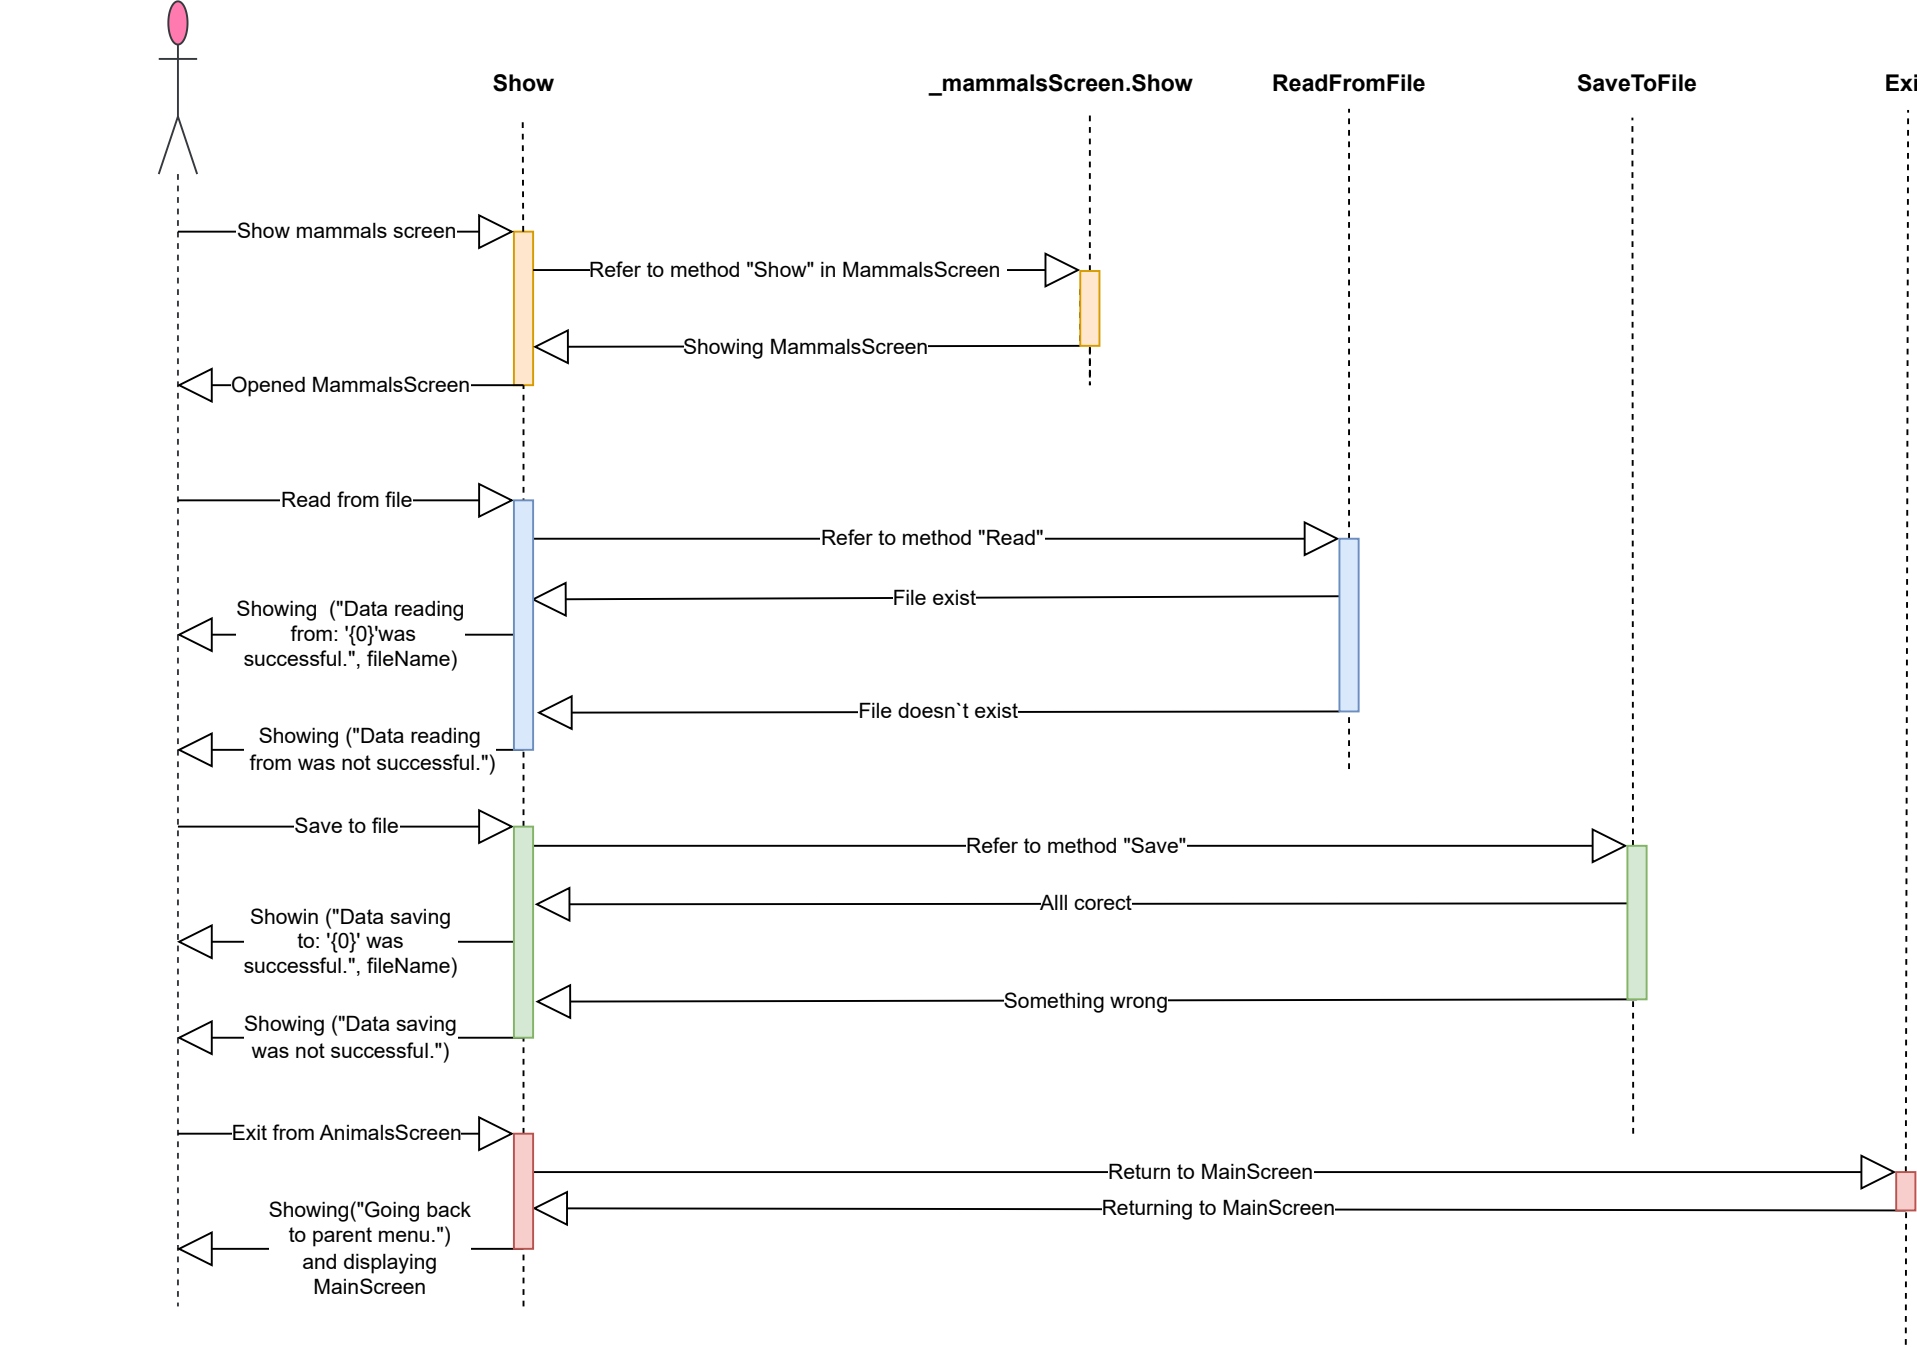 Show
_mammalsScreen.Show
ReadFromFile
SaveToFile
Exi
Show mammals screen
Refer to method "Show" in MammalsScreen
Showing MammalsScreen
Opened MammalsScreen
Read from file
Refer to method "Read"
File exist
Showing  ("Data reading
from: '{0}'was
successful.", fileName)
File doesn`t exist
Showing ("Data reading
from was not successful.")
Save to file
Refer to method "Save"
Alll corect
Showin ("Data saving
to: '{0}' was
successful.", fileName)
Something wrong
Showing ("Data saving
was not successful.")
Exit from AnimalsScreen
Return to MainScreen
Returning to MainScreen
Showing("Going back
to parent menu.")
and displaying
MainScreen